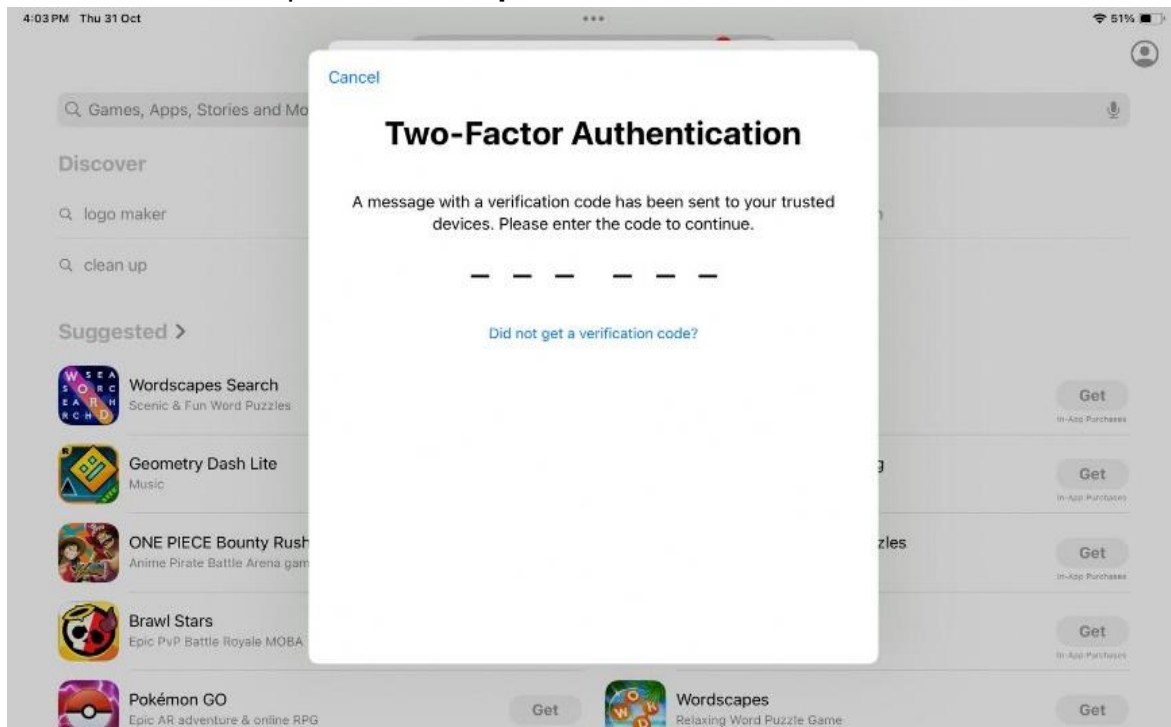 4:03 PM Thu 31 Oct
51%
Cancel
Games, Apps, Stories and Mo
Two-Factor Authentication
Discover
A message with a verification code has been sent to your trusted
devices. Please enter the code to continue.
logo maker
clean up
Did not get a verification code?
Suggested >
Wordscapes Search
Scenic & Fun Word Puzzles
Get
In-App Purchases
Geometry Dash Lite
Music
g
Get
In-App Purchases
ONE PIECE Bounty Rush
Anime Pirate Battle Arena gam
zles
Get
In-App Purchases
Brawl Stars
Epic PvP Battle Royale MOBA
Get
In-App Purchases
Pokémon GO
Epic AR adventure & online RPG
Get
Wordscapes
Relaxing Word Puzzle Game
Get